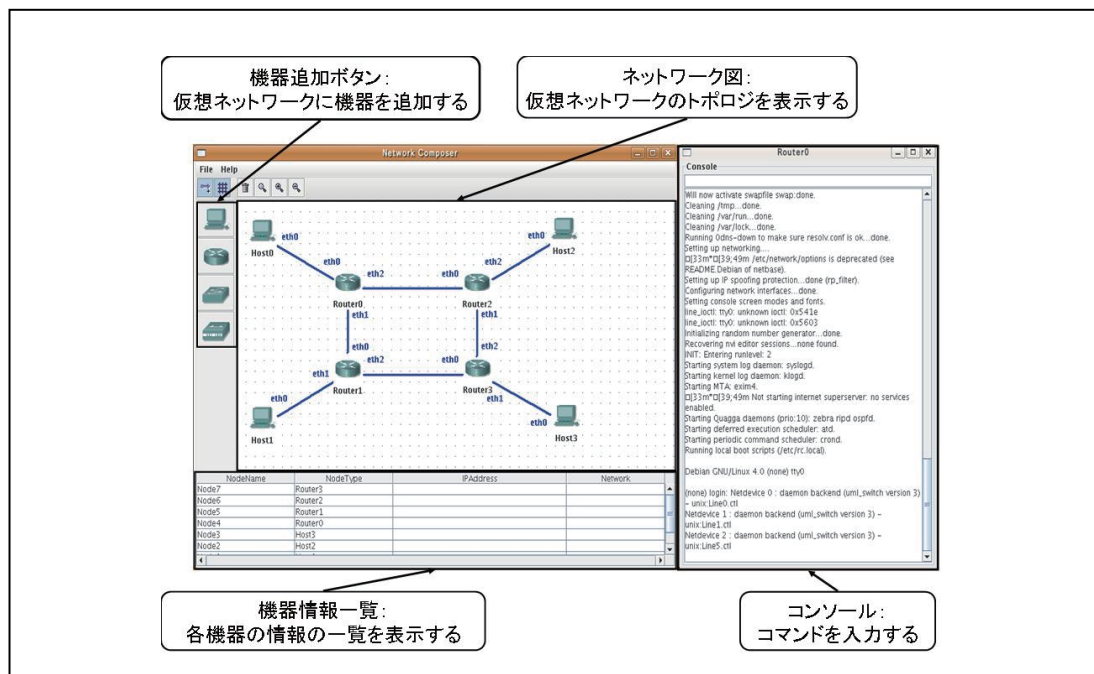 機器追加ボタン：
仮想ネットワークに機器を追加する
ネットワーク図：
仮想ネットワークのトポロジを表示する
Network Composer
File Help
Host0
eth0
eth0
eth2
Router0
eth1
eth0
Host2
eth0
eth2
Router2
eth1
eth0
eth1
eth2
Router1
eth0
Host1
eth2
eth0
Router3
eth1
eth0
Host3
NodeName NodeType IPAddress Network
Node7 Router3
Node6 Router2
Node5 Router1
Node4 Router0
Node3 Host3
Node2 Host2
Router0
Console
Will now activate swapfile swap:done.
Cleaning /tmp...done.
Cleaning /var/run...done.
Cleaning /var/lock...done.
Running 0dns-down to make sure resolv.conf is ok...done.
Setting up networking....
□[33m*□[39;49m /etc/network/options is deprecated (see
README.Debian of netbase).
Setting up IP spoofing protection...done (rp_filter).
Configuring network interfaces...done.
Setting console screen modes and fonts.
line_ioctl: tty0: unknown ioctl: 0x541e
line_ioctl: tty0: unknown ioctl: 0x5603
Initializing random number generator...done.
Recovering nvi editor sessions...none found.
INIT: Entering runlevel: 2
Starting system log daemon: syslogd.
Starting kernel log daemon: klogd.
Starting MTA: exim4.
□[33m*□[39;49m Not starting internet superserver: no services
enabled.
Starting Quagga daemons (prio:10): zebra ripd ospfd.
Starting deferred execution scheduler: atd.
Starting periodic command scheduler: crond.
Running local boot scripts (/etc/rc.local).
Debian GNU/Linux 4.0 (none) tty0
(none) login: Netdevice 0 : daemon backend (uml_switch version 3)
- unix:Line0.ctl
Netdevice 1 : daemon backend (uml_switch version 3) -
unix:Line1.ctl
Netdevice 2 : daemon backend (uml_switch version 3) -
unix:Line5.ctl
機器情報一覧：
各機器の情報の一覧を表示する
コンソール：
コマンドを入力する